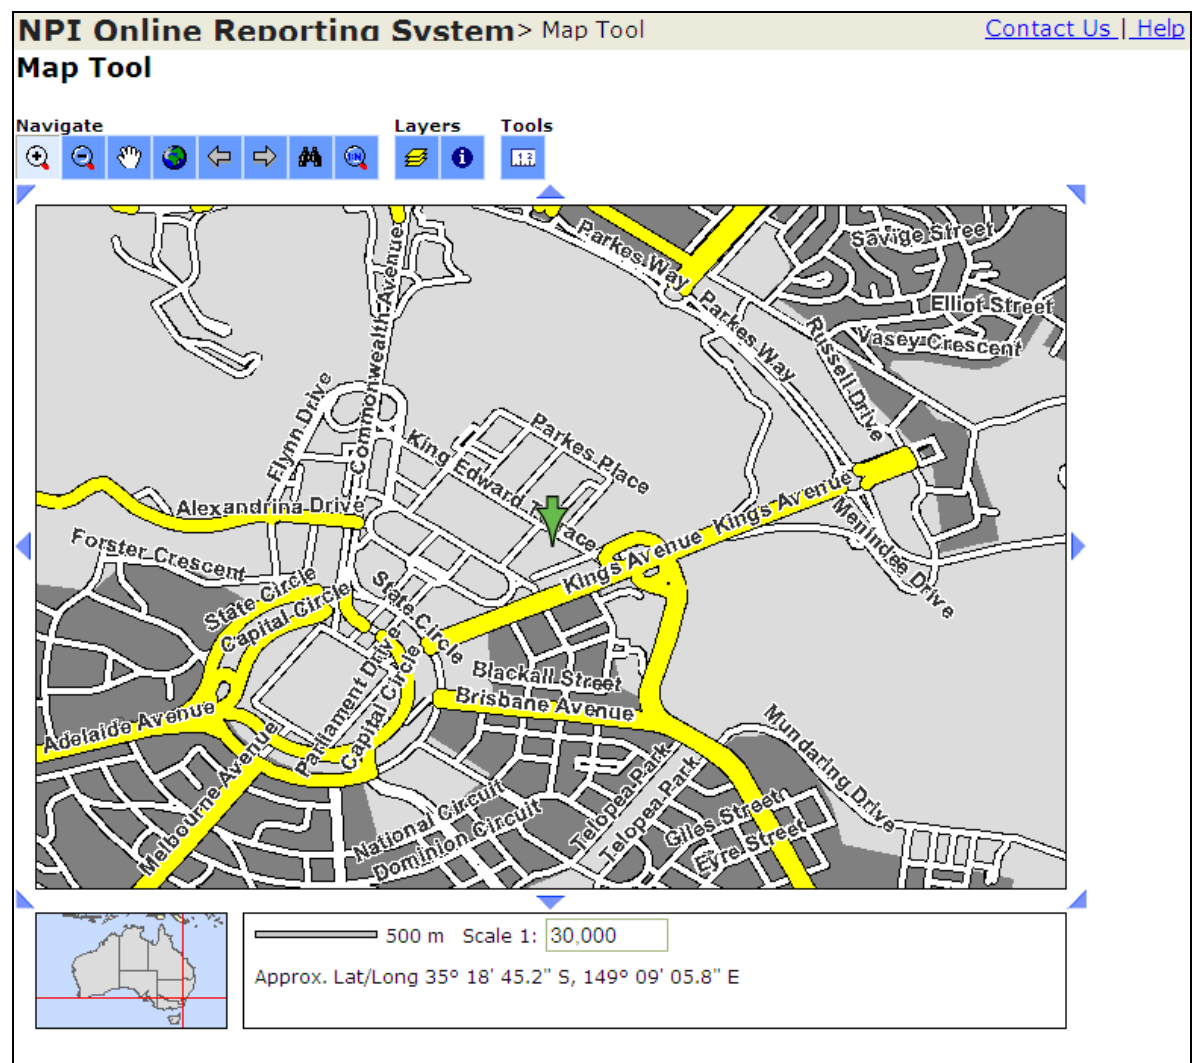 NPI Online Reporting System> Map Tool
Contact Us | Help
Map Tool
Navigate
Layers
Tools
Savige Street
Parkes Way
Commonwealth Avenue
Elliot Street
Parkes Way
Vasey Crescent
Russell Drive
Flynn Drive
Parkes Place
King Edward Terrace
Kings Avenue
Alexandrina Drive
Menindee Drive
Forster Crescent
Kings Avenue
State Circle
State Circle
Capital Circle
Blackall Street
Brisbane Avenue
Parliament Drive
Capital Circle
Adelaide Avenue
Mundaring Drive
Melbourne Avenue
Telopea Park
Telopea Park
National Circuit
Dominion Circuit
Giles Street
Eyre Street
500 m Scale 1: 30,000
Approx. Lat/Long 35º 18' 45.2" S, 149º 09' 05.8" E